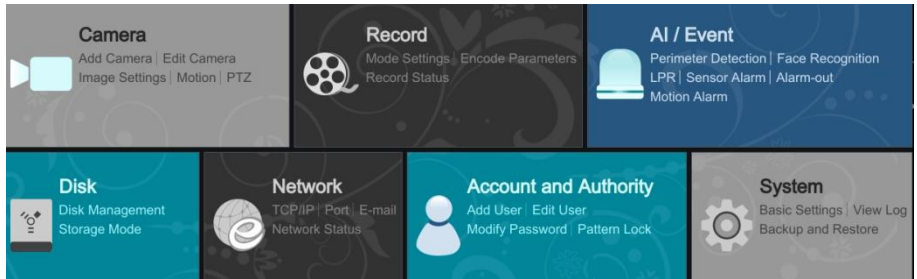 Camera
Add Camera | Edit Camera
Image Settings | Motion | PTZ
Record
Mode Settings | Encode Parameters
Record Status
AI / Event
Perimeter Detection | Face Recognition
LPR | Sensor Alarm | Alarm-out
Motion Alarm
Disk
Disk Management
Storage Mode
Network
TCP/IP | Port | E-mail
Network Status
Account and Authority
Add User | Edit User
Modify Password | Pattern Lock
System
Basic Settings | View Log
Backup and Restore